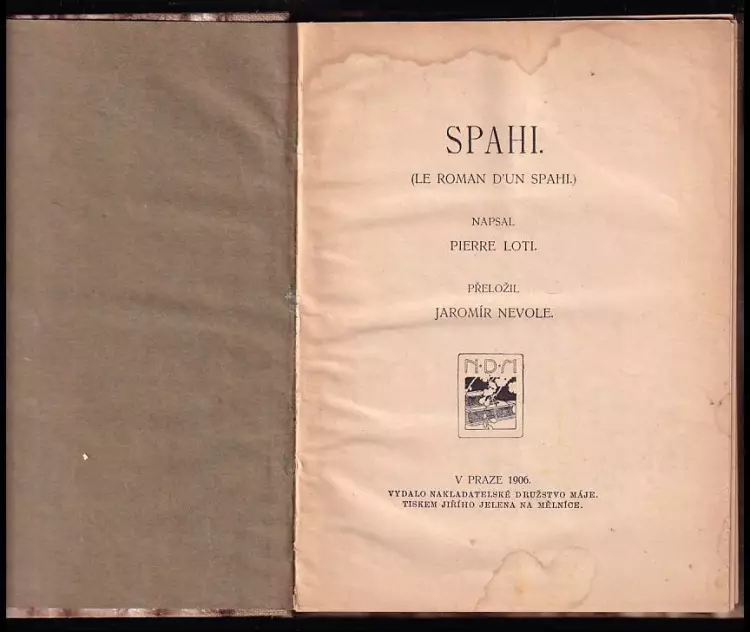 SPAHI.
(LE ROMAN D'UN SPAHI.)
NAPSAL
PIERRE LOTI.
PŘELOŽIL
JAROMÍR NEVOLE.
N·D·M
V PRAZE 1906.
VYDALO NAKLADATELSKÉ DRUŽSTVO MÁJE.
TISKEM JIŘÍHO JELENA NA MĚLNÍCE.